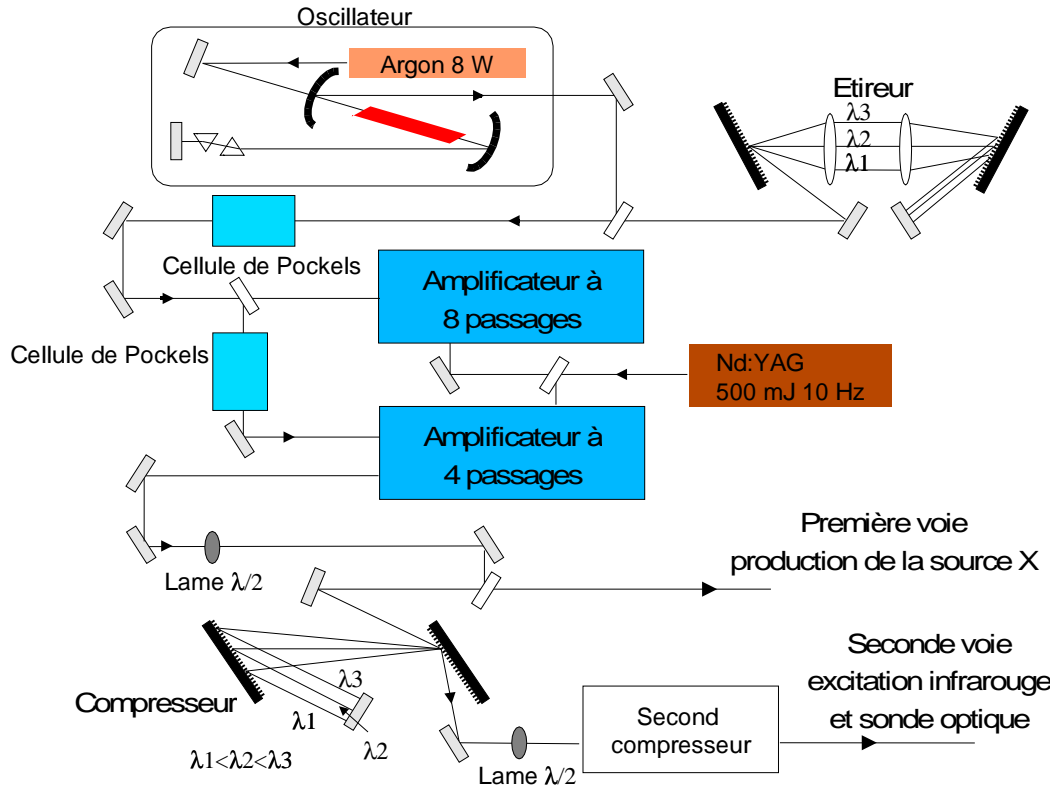 Oscillateur
Argon 8 W
Etireur
λ3
λ2
λ1
Cellule de Pockels
Amplificateur à
8 passages
Cellule de Pockels
Nd:YAG
500 mJ 10 Hz
Amplificateur à
4 passages
Première voie
production de la source X
Lame λ/2
Seconde voie
excitation infrarouge
et sonde optique
Compresseur
λ3
λ1
λ2
λ1<λ2<λ3
Second
compresseur
Lame λ/2